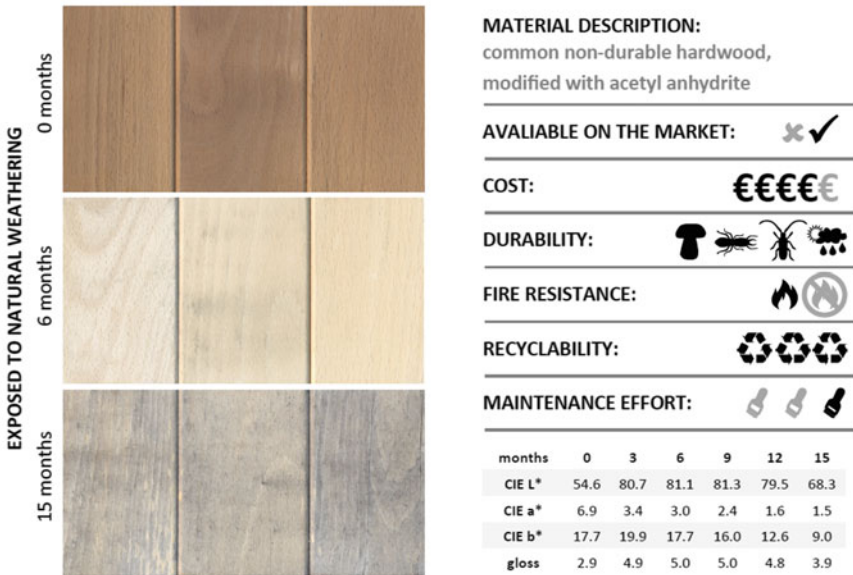 EXPOSED TO NATURAL WEATHERING
0 months
6 months
15 months
MATERIAL DESCRIPTION:
common non-durable hardwood,
modified with acetyl anhydrite
AVALIABLE ON THE MARKET:
COST: €€€€€
DURABILITY:
FIRE RESISTANCE:
RECYCLABILITY:
MAINTENANCE EFFORT:
months 0 3 6 9 12 15
CIE L* 54.6 80.7 81.1 81.3 79.5 68.3
CIE a* 6.9 3.4 3.0 2.4 1.6 1.5
CIE b* 17.7 19.9 17.7 16.0 12.6 9.0
gloss 2.9 4.9 5.0 5.0 4.8 3.9